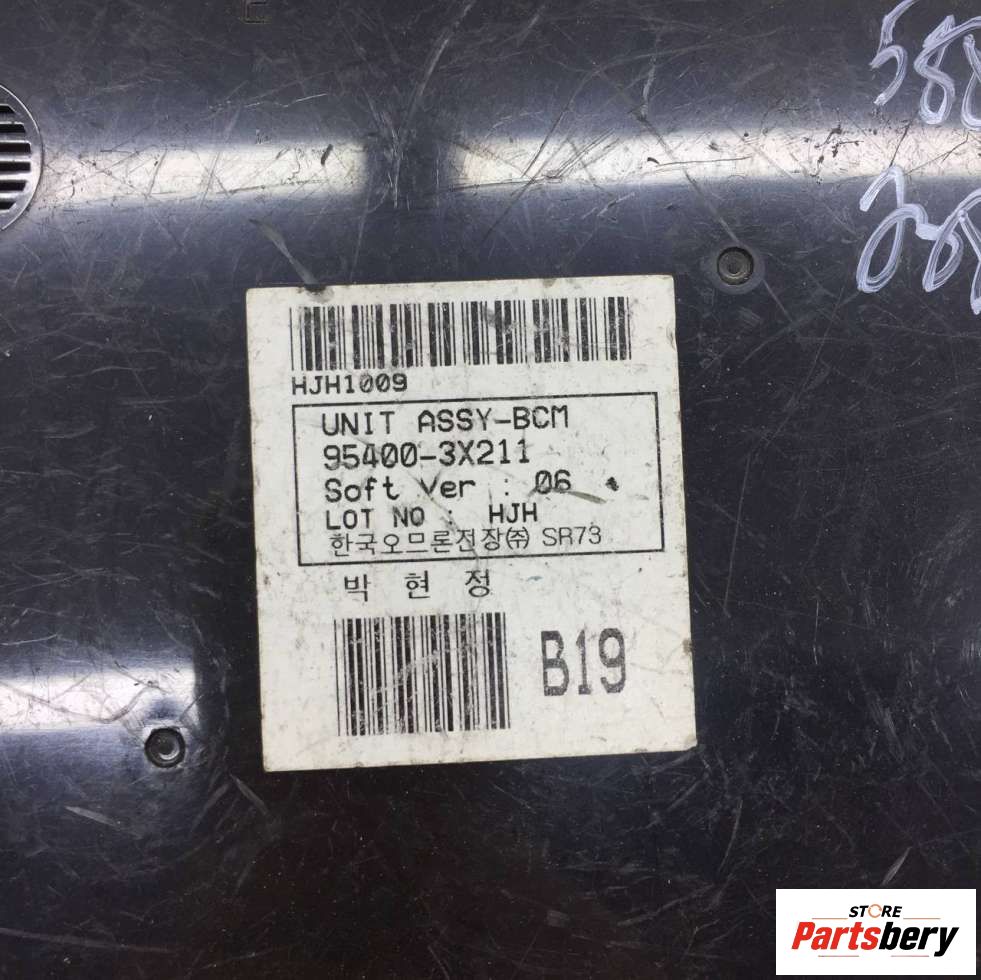 588
HJH1009
UNIT ASSY-BCM
95400-3X211
Soft Ver : 06
LOT NO : HJH
한국오므론전장㈜ SR73
박 현 정
B19
STORE
Partsbery